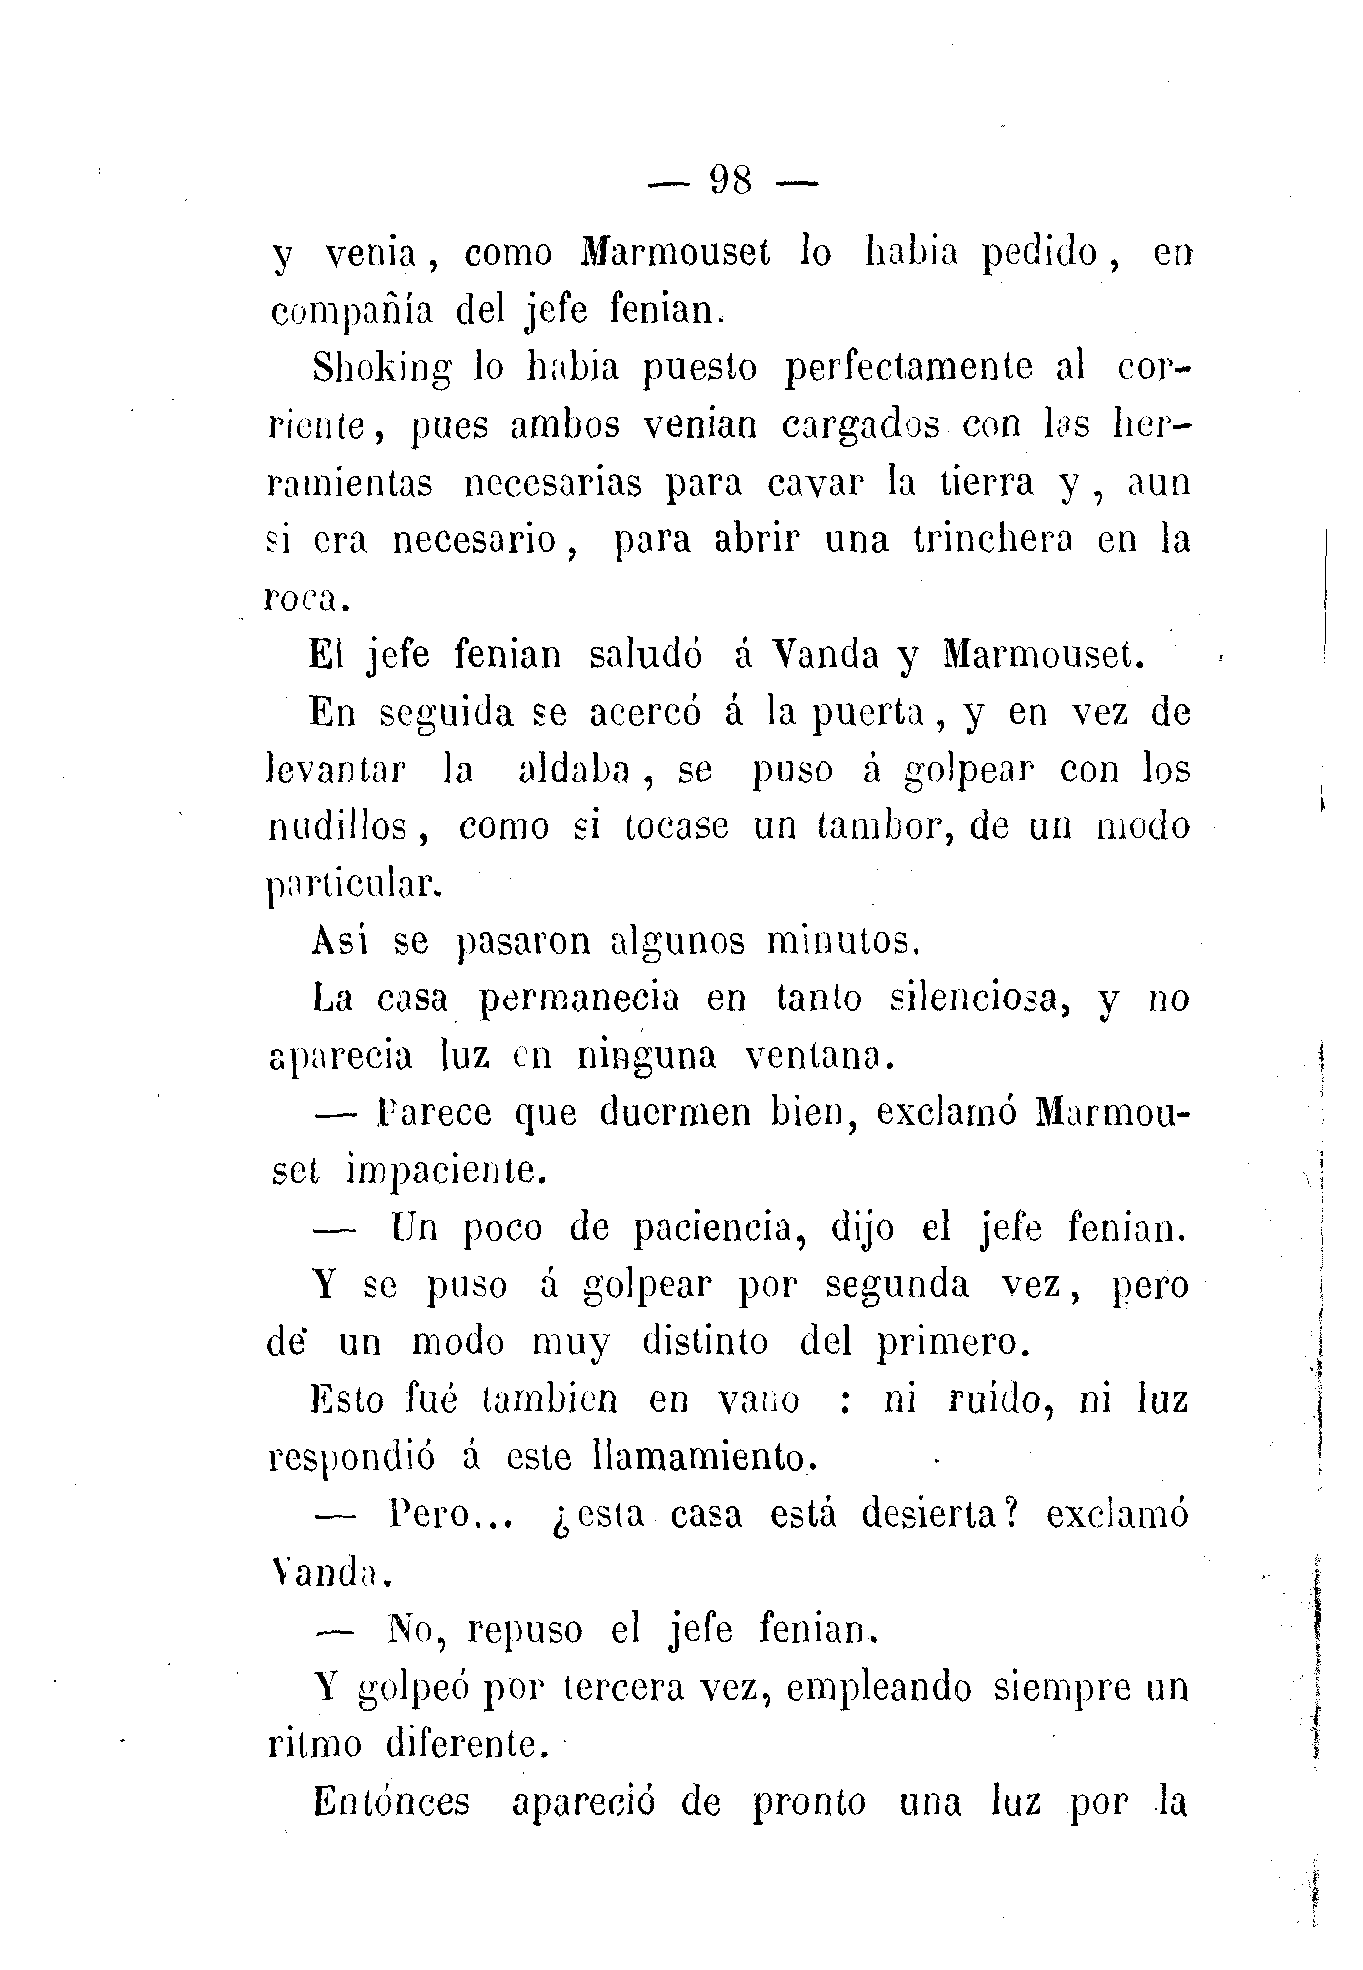 — 98 —
y venia, como Marmouset lo habia pedido, en
compañía del jefe fenian.
Shoking lo habia puesto perfectamente al cor-
riente, pues ambos venian cargados con las her-
ramientas necesarias para cavar la tierra y, aun
si era necesario, para abrir una trinchera en la
roca.
El jefe fenian saludó á Vanda y Marmouset.
En seguida se acercó á la puerta, y en vez de
levantar la aldaba, se puso á golpear con los
nudillos, como si tocase un tambor, de un modo
particular.
Así se pasaron algunos minutos.
La casa permanecia en tanto silenciosa, y no
aparecia luz en ninguna ventana.
— Parece que duermen bien, exclamó Marmou-
set impaciente.
— Un poco de paciencia, dijo el jefe fenian.
Y se puso á golpear por segunda vez, pero
de un modo muy distinto del primero.
Esto fué tambien en vano : ni ruido, ni luz
respondió á este llamamiento.
— Pero... ¿esta casa está desierta? exclamó
Vanda.
— No, repuso el jefe fenian.
Y golpeó por tercera vez, empleando siempre un
ritmo diferente.
Entónces apareció de pronto una luz por la